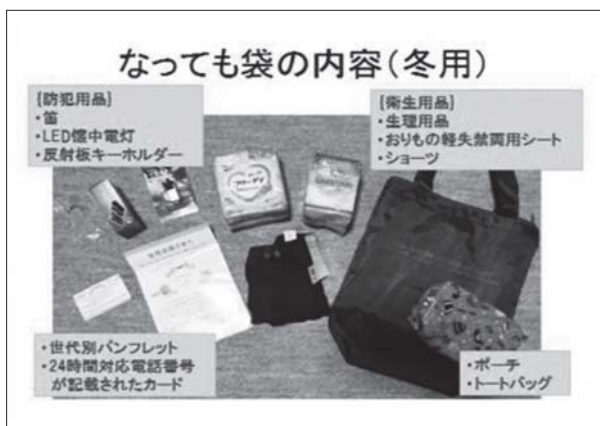 なっても袋の内容(冬用)
[防犯用品]
・笛
・LED懐中電灯
・反射板キーホルダー
[衛生用品]
・生理用品
・おりもの軽失禁両用シート
・ショーツ
・世代別パンフレット
・24時間対応電話番号
が記載されたカード
・ポーチ
・トートバッグ